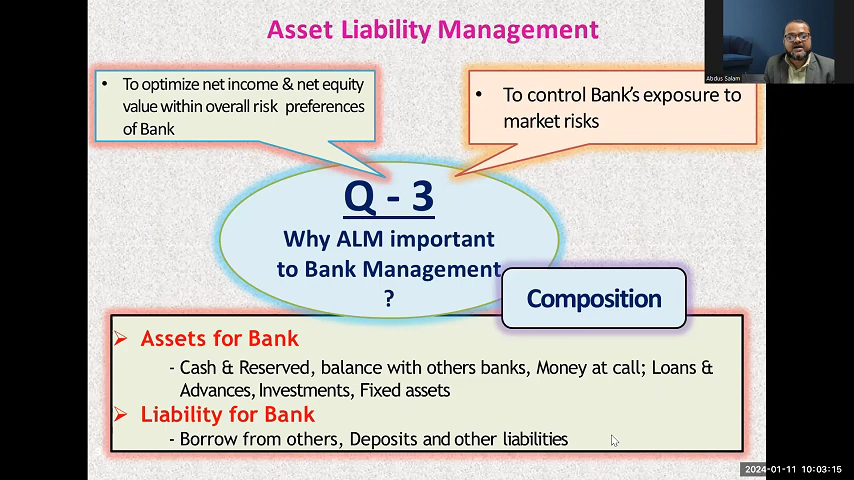 Asset Liability Management
Abdus Salam
• To optimize net income & net equity
value within overall risk preferences
of Bank
• To control Bank's exposure to
market risks
Q - 3
Why ALM important
to Bank Management
?
Composition
➢ Assets for Bank
- Cash & Reserved, balance with others banks, Money at call; Loans &
Advances, Investments, Fixed assets
➢ Liability for Bank
- Borrow from others, Deposits and other liabilities
2024-01-11 10:03:15